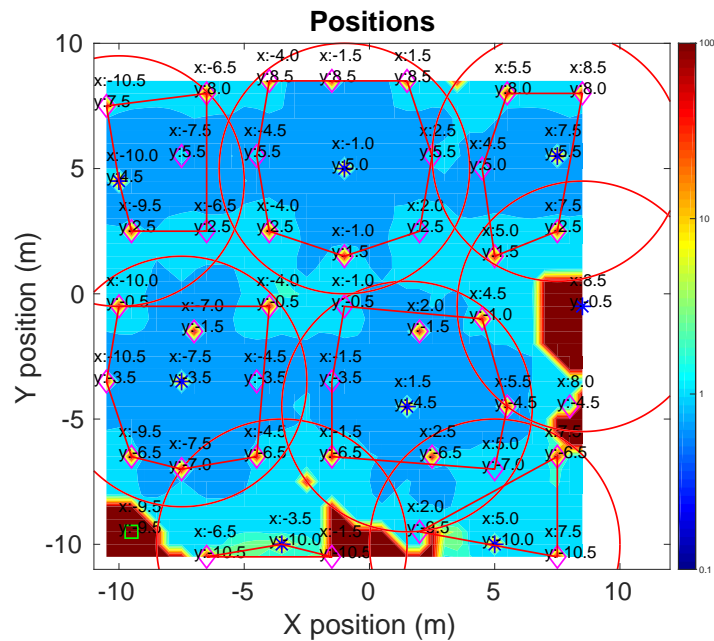 Positions
10
x:-6.5
y:8.0
x:-4.0
y:8.5
x:-1.5
y:8.5
x:1.5
y:8.5
x:5.5
y:8.0
x:8.5
y:8.0
x:-10.5
y:7.5
x:-7.5
y:5.5
x:-4.5
y:5.5
x:-1.0
y:5.0
x:2.5
y:5.5
x:4.5
y:5.0
x:7.5
y:5.5
5
x:-10.0
y:4.5
x:-9.5
y:2.5
x:-6.5
y:2.5
x:-4.0
y:2.5
x:-1.0
y:1.5
x:2.0
y:2.5
x:5.0
y:1.5
x:7.5
y:2.5
0
x:-10.0
y:-0.5
x:-7.0
y:-1.5
x:-4.0
y:-0.5
x:-1.0
y:-0.5
x:2.0
y:-1.5
x:4.5
y:-1.0
x:8.5
y:-0.5
x:-10.5
y:-3.5
x:-7.5
y:-3.5
x:-4.5
y:-3.5
x:-1.5
y:-3.5
x:1.5
y:-4.5
x:5.5
y:-4.5
x:8.0
y:-4.5
-5
x:-9.5
y:-6.5
x:-7.5
y:-7.0
x:-4.5
y:-6.5
x:-1.5
y:-6.5
x:2.5
y:-6.5
x:5.0
y:-7.0
x:7.5
y:-6.5
x:-9.5
y:-9.5
x:-6.5
y:-10.5
x:-3.5
y:-10.0
x:-1.5
y:-10.5
x:2.0
y:-9.5
x:5.0
y:-10.0
x:7.5
y:-10.5
-10
-10
-5
0
5
10
X position (m)
Y position (m)
100
10
1
0.1